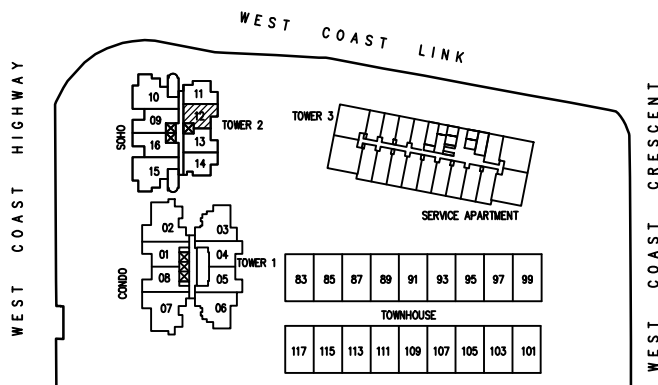 WEST COAST LINK
WEST COAST HIGHWAY
WEST COAST CRESCENT
10 11
09 12
16 13
15 14
SOHO
TOWER 2
TOWER 3
SERVICE APARTMENT
02 03
01 04
08 05
07 06
CONDO
TOWER 1
83 85 87 89 91 93 95 97 99
TOWNHOUSE
117 115 113 111 109 107 105 103 101